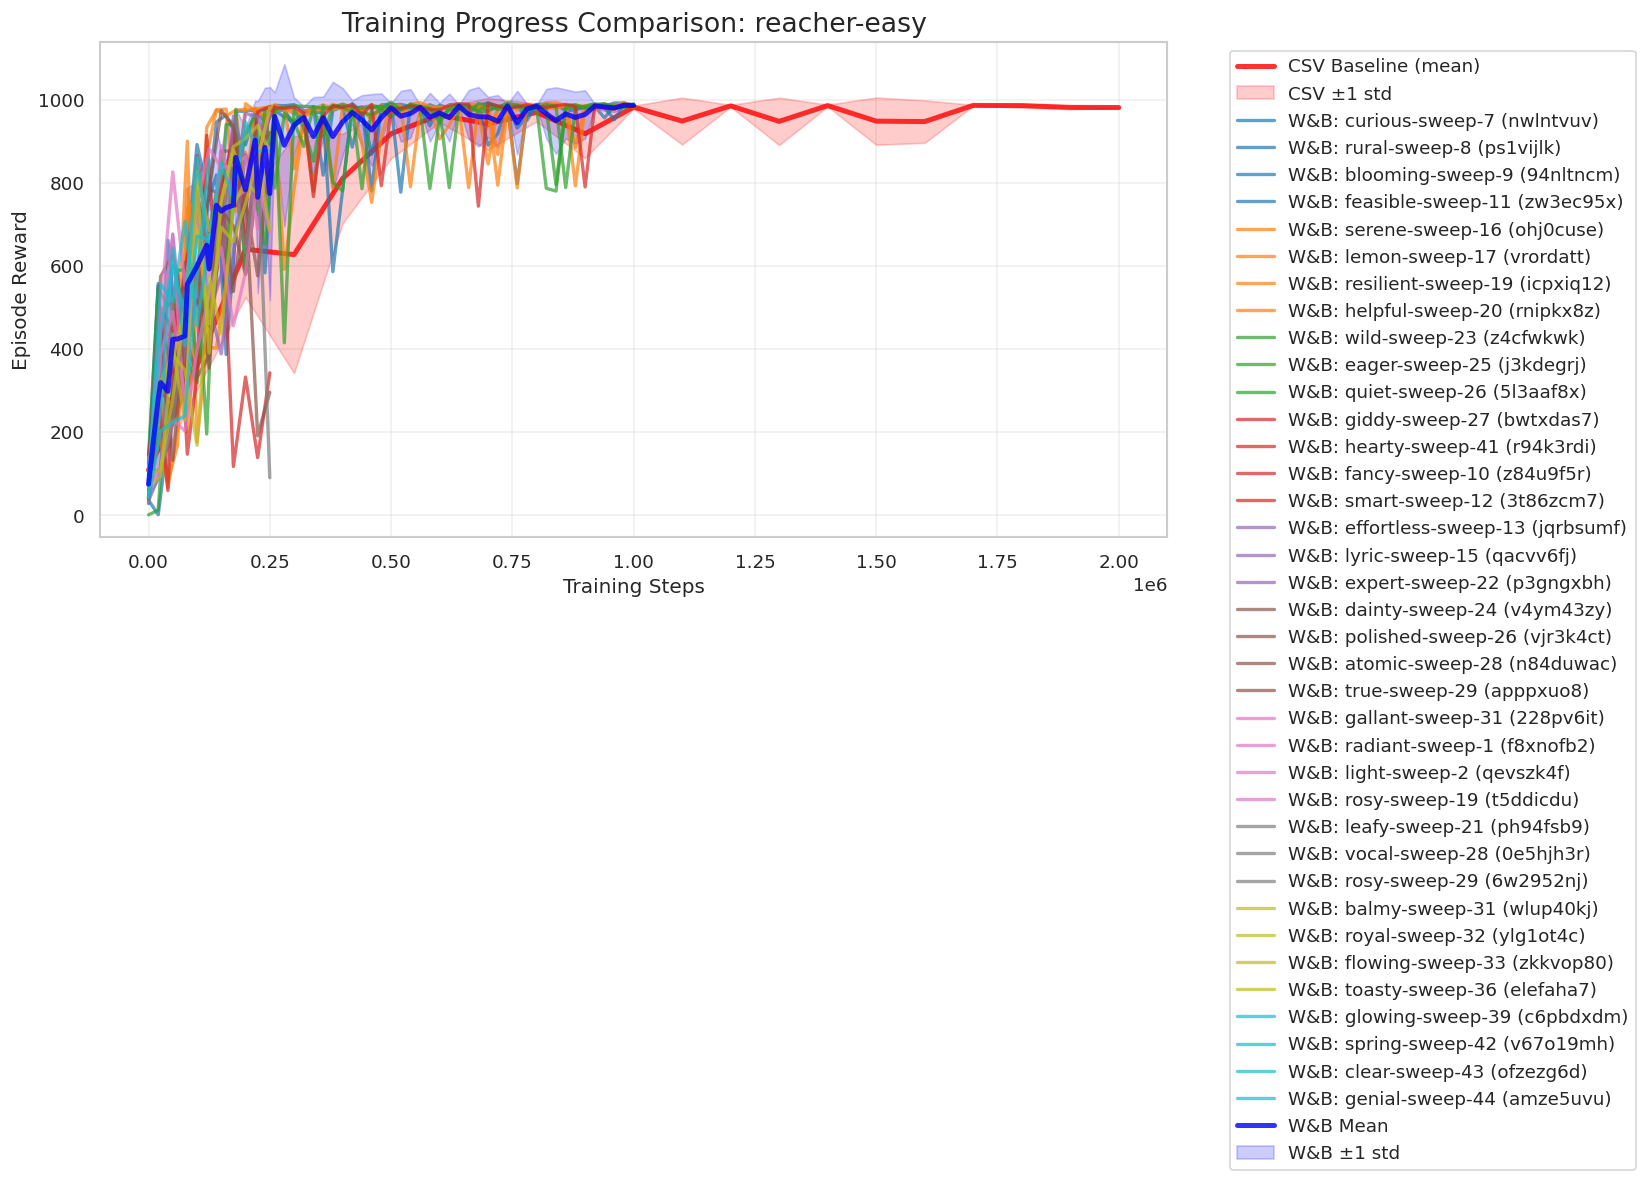 Training Progress Comparison: reacher-easy
Episode Reward
1000
800
600
400
200
0
0.00 0.25 0.50 0.75 1.00 1.25 1.50 1.75 2.00
Training Steps
1e6
CSV Baseline (mean)
CSV ±1 std
W&B: curious-sweep-7 (nwlntvuv)
W&B: rural-sweep-8 (ps1vijlk)
W&B: blooming-sweep-9 (94nltncm)
W&B: feasible-sweep-11 (zw3ec95x)
W&B: serene-sweep-16 (ohj0cuse)
W&B: lemon-sweep-17 (vrordatt)
W&B: resilient-sweep-19 (icpxiq12)
W&B: helpful-sweep-20 (rnipkx8z)
W&B: wild-sweep-23 (z4cfwkwk)
W&B: eager-sweep-25 (j3kdegrj)
W&B: quiet-sweep-26 (5l3aaf8x)
W&B: giddy-sweep-27 (bwtxdas7)
W&B: hearty-sweep-41 (r94k3rdi)
W&B: fancy-sweep-10 (z84u9f5r)
W&B: smart-sweep-12 (3t86zcm7)
W&B: effortless-sweep-13 (jqrbsumf)
W&B: lyric-sweep-15 (qacvv6fj)
W&B: expert-sweep-22 (p3gngxbh)
W&B: dainty-sweep-24 (v4ym43zy)
W&B: polished-sweep-26 (vjr3k4ct)
W&B: atomic-sweep-28 (n84duwac)
W&B: true-sweep-29 (apppxuo8)
W&B: gallant-sweep-31 (228pv6it)
W&B: radiant-sweep-1 (f8xnofb2)
W&B: light-sweep-2 (qevszk4f)
W&B: rosy-sweep-19 (t5ddicdu)
W&B: leafy-sweep-21 (ph94fsb9)
W&B: vocal-sweep-28 (0e5hjh3r)
W&B: rosy-sweep-29 (6w2952nj)
W&B: balmy-sweep-31 (wlup40kj)
W&B: royal-sweep-32 (ylg1ot4c)
W&B: flowing-sweep-33 (zkkvop80)
W&B: toasty-sweep-36 (elefaha7)
W&B: glowing-sweep-39 (c6pbdxdm)
W&B: spring-sweep-42 (v67o19mh)
W&B: clear-sweep-43 (ofzezg6d)
W&B: genial-sweep-44 (amze5uvu)
W&B Mean
W&B ±1 std